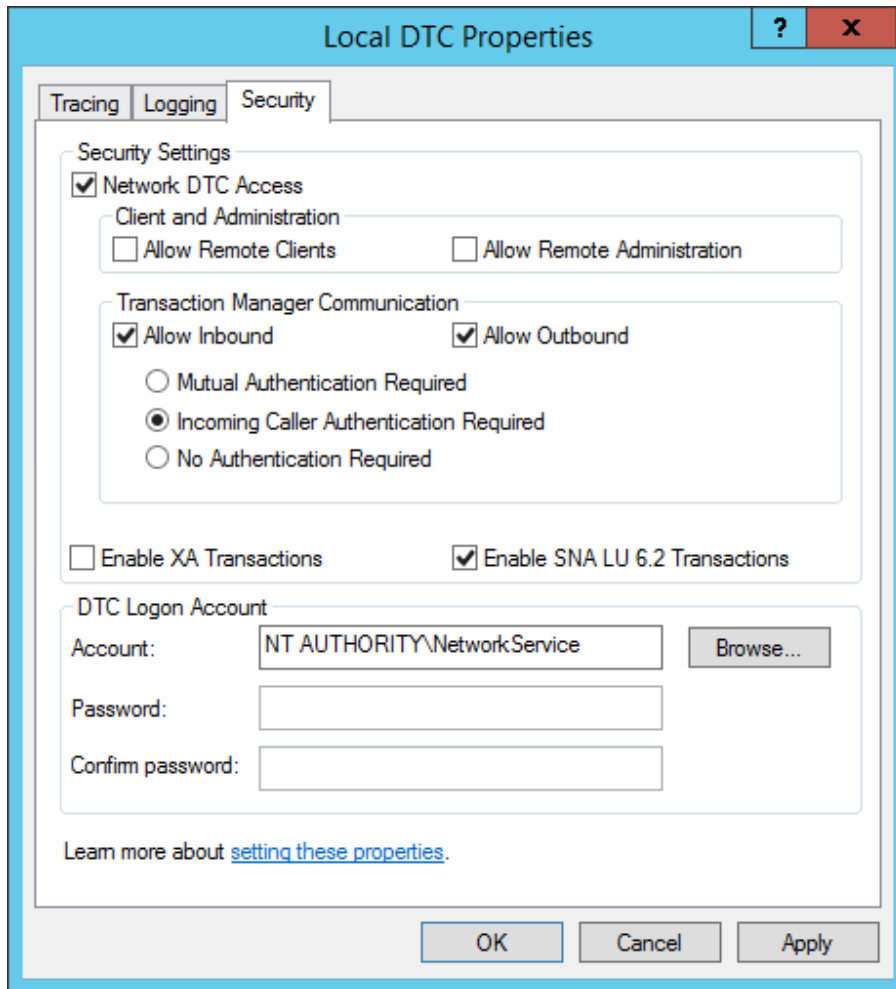 Local DTC Properties
?
x
Tracing Logging Security
Security Settings
Network DTC Access
Client and Administration
Allow Remote Clients Allow Remote Administration
Transaction Manager Communication
Allow Inbound Allow Outbound
Mutual Authentication Required
Incoming Caller Authentication Required
No Authentication Required
Enable XA Transactions Enable SNA LU 6.2 Transactions
DTC Logon Account
Account: NT AUTHORITY\NetworkService Browse...
Password:
Confirm password:
Learn more about setting these properties.
OK Cancel Apply